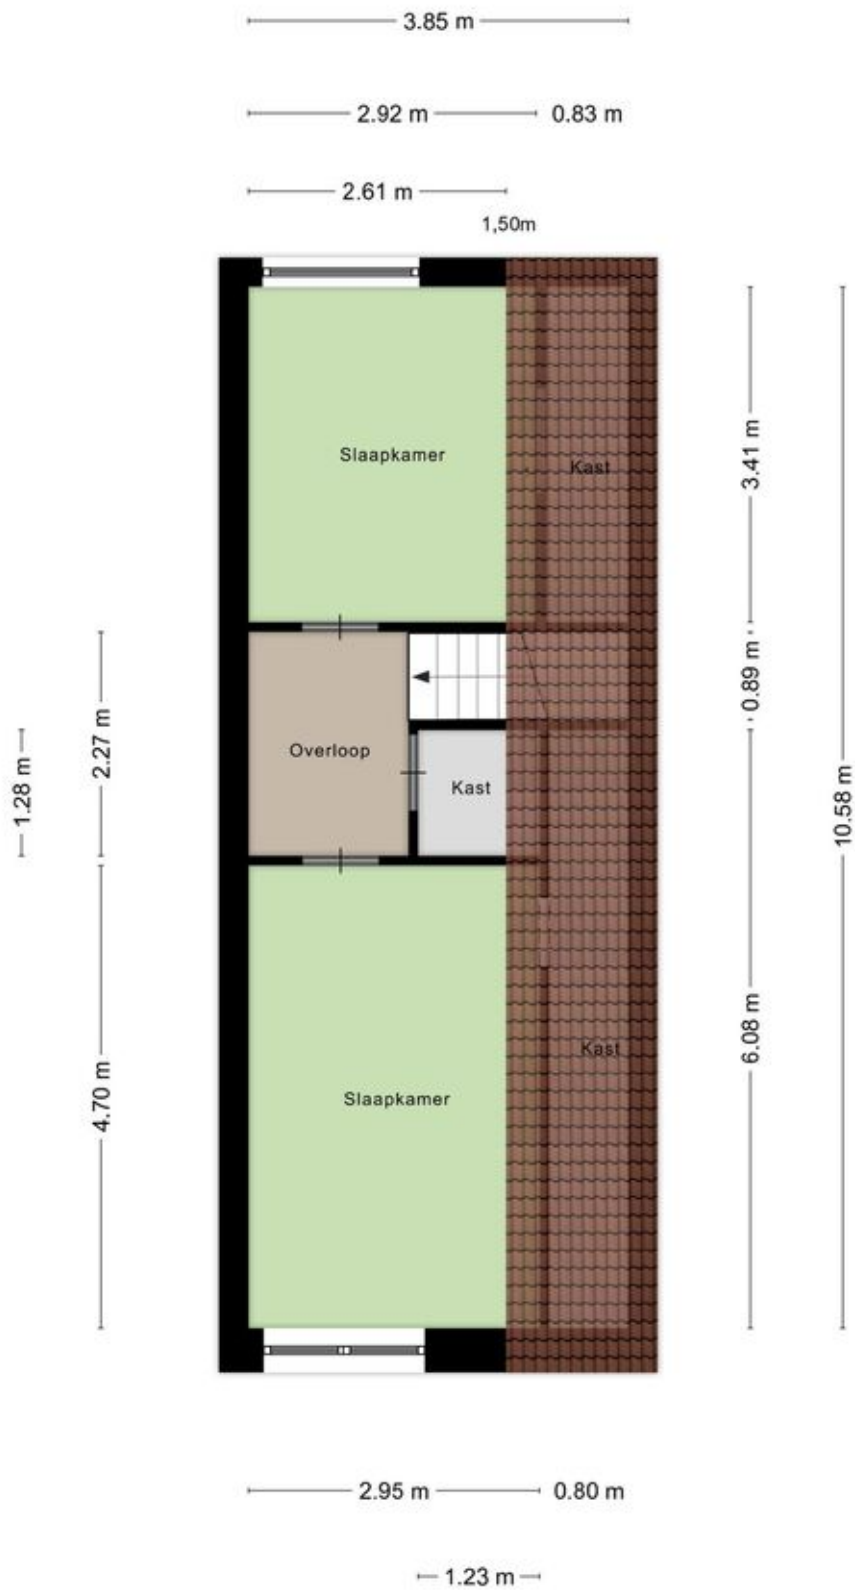 3.85 m
2.92 m 0.83 m
2.61 m
1,50m
Slaapkamer
Kast
3.41 m
0.89 m
2.27 m
1.28 m
Overloop
Kast
10.58 m
6.08 m
Kast
4.70 m
Slaapkamer
2.95 m 0.80 m
1.23 m